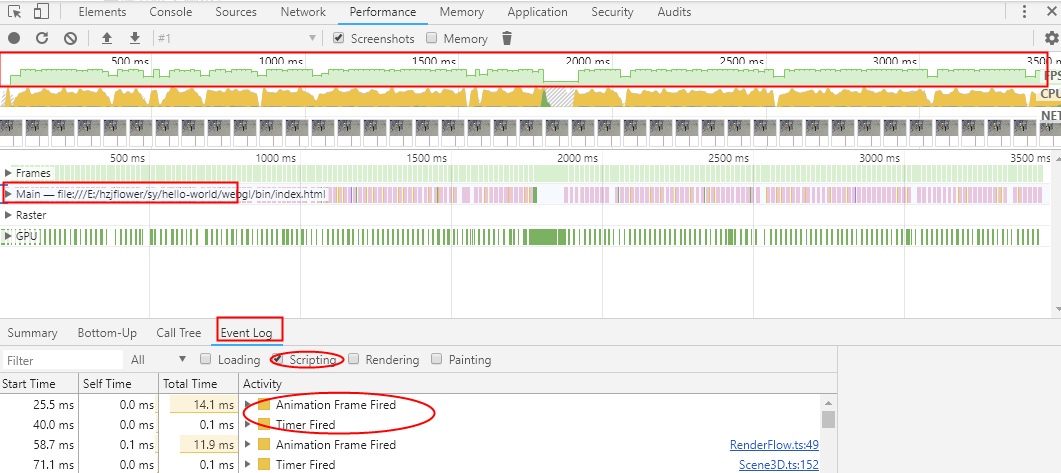 Elements Console Sources Network Performance Memory Application Security Audits
#1 Screenshots Memory
500 ms 1000 ms 1500 ms 2000 ms 2500 ms 3000 ms 3500 ms
FPS
CPU
NET
500 ms 1000 ms 1500 ms 2000 ms 2500 ms 3000 ms 3500 ms
Frames
Main — file:///E:/hzjflower/sy/hello-world/webgl/bin/index.html
Raster
GPU
Summary Bottom-Up Call Tree Event Log
Filter All Loading Scripting Rendering Painting
Start Time Self Time Total Time Activity
25.5 ms 0.0 ms 14.1 ms Animation Frame Fired
40.0 ms 0.0 ms 0.1 ms Timer Fired
58.7 ms 0.1 ms 11.9 ms Animation Frame Fired RenderFlow.ts:49
71.1 ms 0.0 ms 0.1 ms Timer Fired Scene3D.ts:152